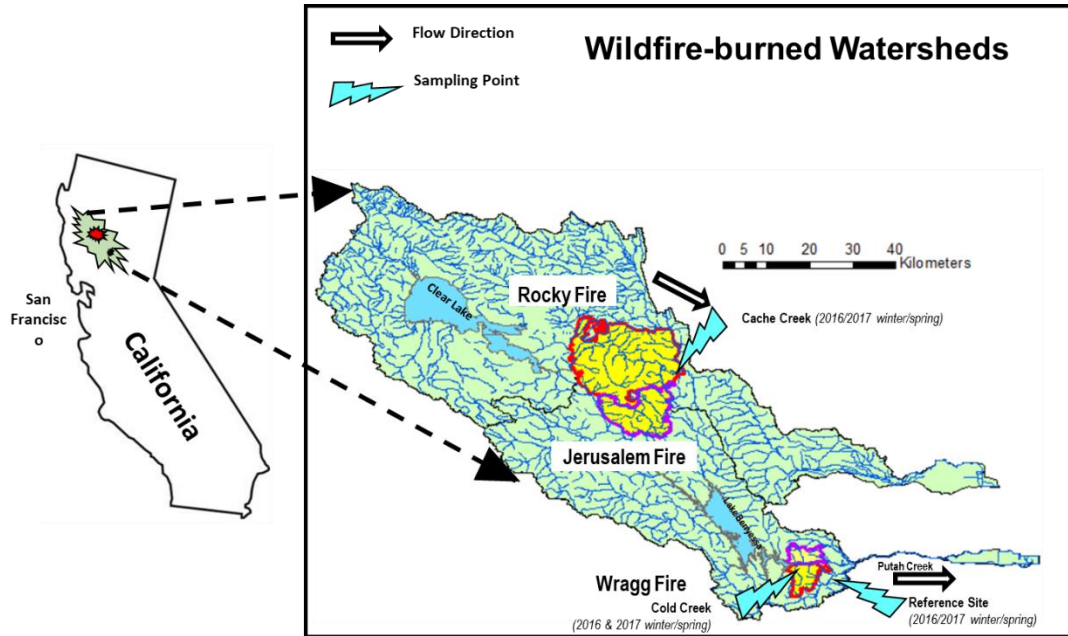 Flow Direction
Sampling Point
Wildfire-burned Watersheds
San
Francisc
o
California
0 5 10 20 30 40
Kilometers
Clear Lake
Rocky Fire
Cache Creek (2016/2017 winter/spring)
Jerusalem Fire
Lake Berryessa
Wragg Fire
Putah Creek
Cold Creek
(2016 & 2017 winter/spring)
Reference Site
(2016/2017 winter/spring)